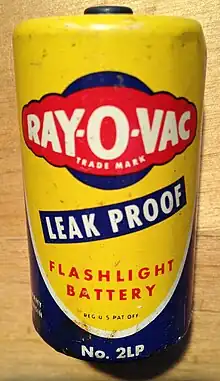 RAY-O-VAC
TRADE MARK
LEAK PROOF
FLASHLIGHT
BATTERY
REG U S PAT OFF
No. 2LP